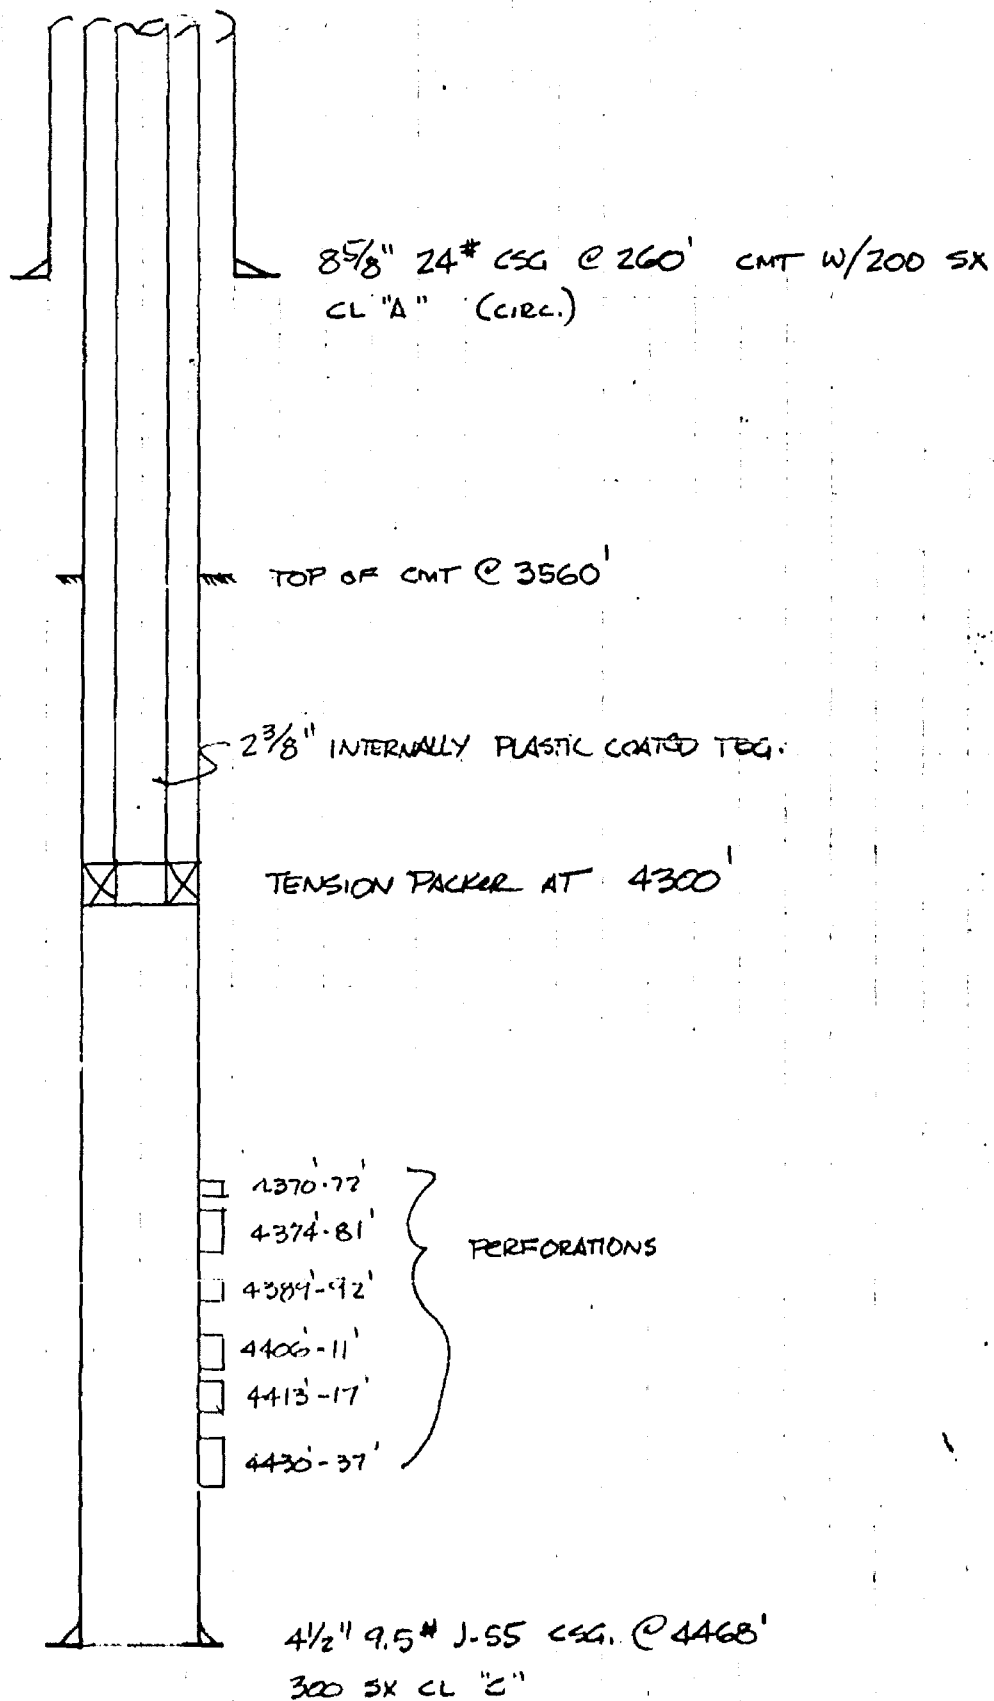 8 5/8" 24# CSG @ 260' CMT W/200 SX
CL "A" (CIRC.)
TOP OF CMT @ 3560'
2 3/8" INTERNALLY PLASTIC COATED TBG.
TENSION PACKER AT 4300'
4370'-72'
4374'-81'
4389'-92'
PERFORATIONS
4406'-11'
4413'-17'
4430'-37'
4 1/2" 9.5# J-55 CSG. @ 4468'
300 SX CL "C"